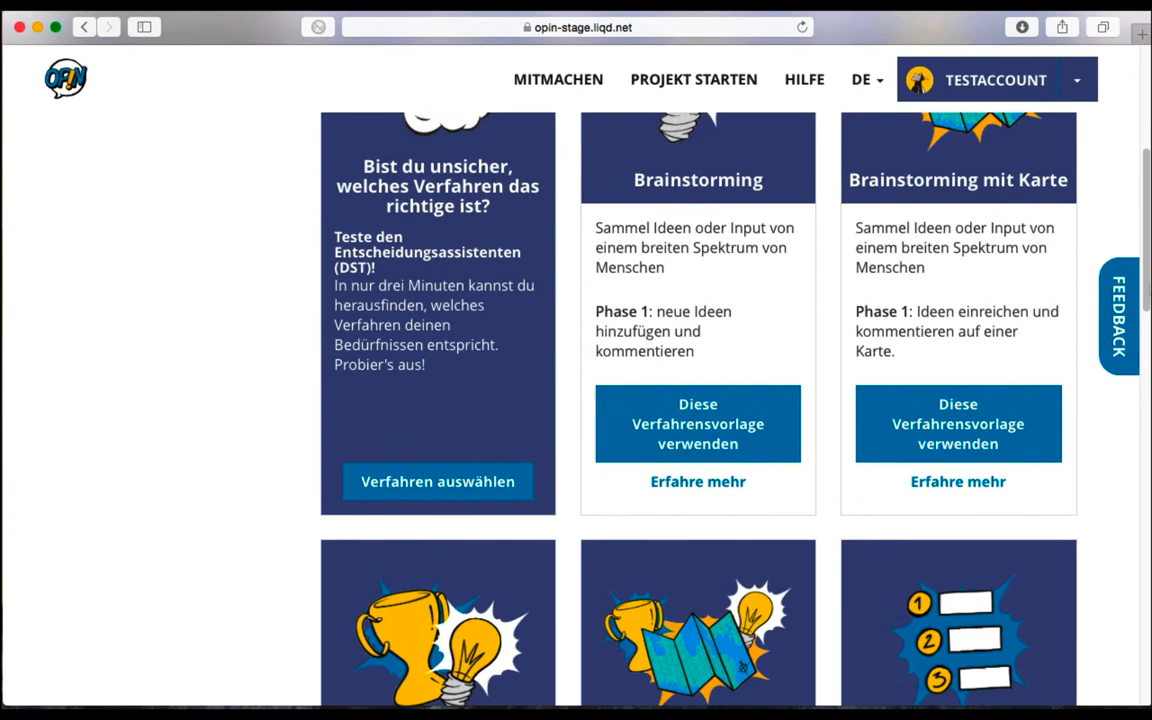 opin-stage.liqd.net
OPIN
MITMACHEN
PROJEKT STARTEN
HILFE
DE
TESTACCOUNT
Bist du unsicher,
welches Verfahren das
richtige ist?
Teste den
Entscheidungsassistenten
(DST)!
In nur drei Minuten kannst du
herausfinden, welches
Verfahren deinen
Bedürfnissen entspricht.
Probier's aus!
Verfahren auswählen
Brainstorming
Sammel Ideen oder Input von
einem breiten Spektrum von
Menschen
Phase 1: neue Ideen
hinzufügen und
kommentieren
Diese
Verfahrensvorlage
verwenden
Erfahre mehr
Brainstorming mit Karte
Sammel Ideen oder Input von
einem breiten Spektrum von
Menschen
Phase 1: Ideen einreichen und
kommentieren auf einer
Karte.
Diese
Verfahrensvorlage
verwenden
Erfahre mehr
FEEDBACK
1
2
3